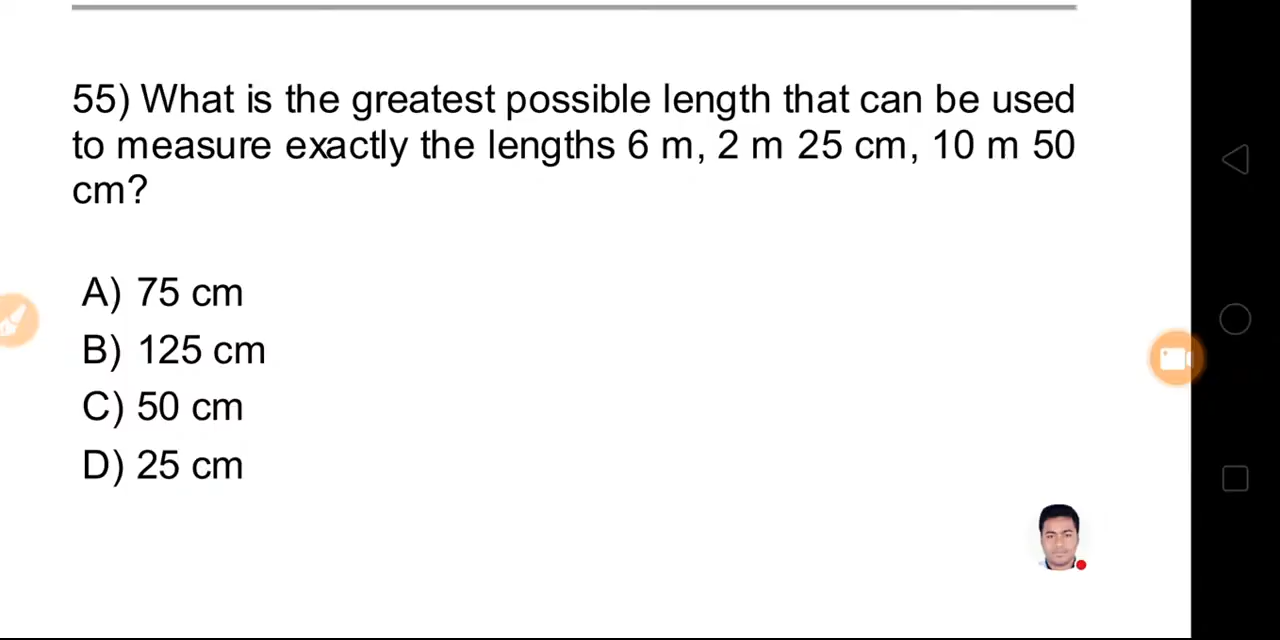 55) What is the greatest possible length that can be used
to measure exactly the lengths 6 m, 2 m 25 cm, 10 m 50
cm?
A) 75 cm
B) 125 cm
C) 50 cm
D) 25 cm